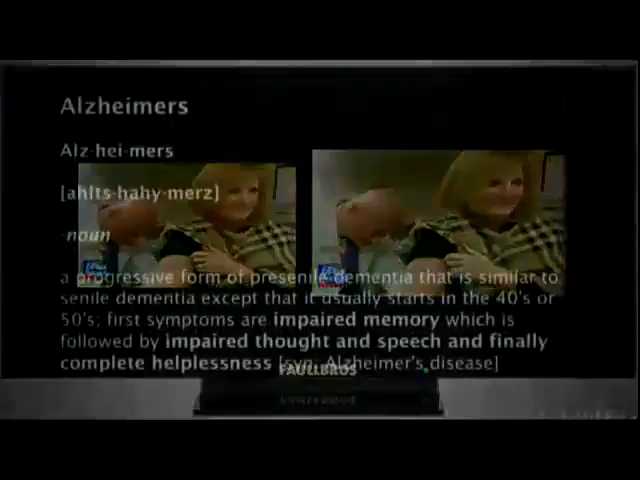 Alzheimers
Alz-hei-mers
[ahlts-hahy-merz]
-noun
a progressive form of presenile dementia that is similar to
senile dementia except that it usually starts in the 40's or
50's; first symptoms are impaired memory which is
followed by impaired thought and speech and finally
complete helplessness [syn: Alzheimer's disease]